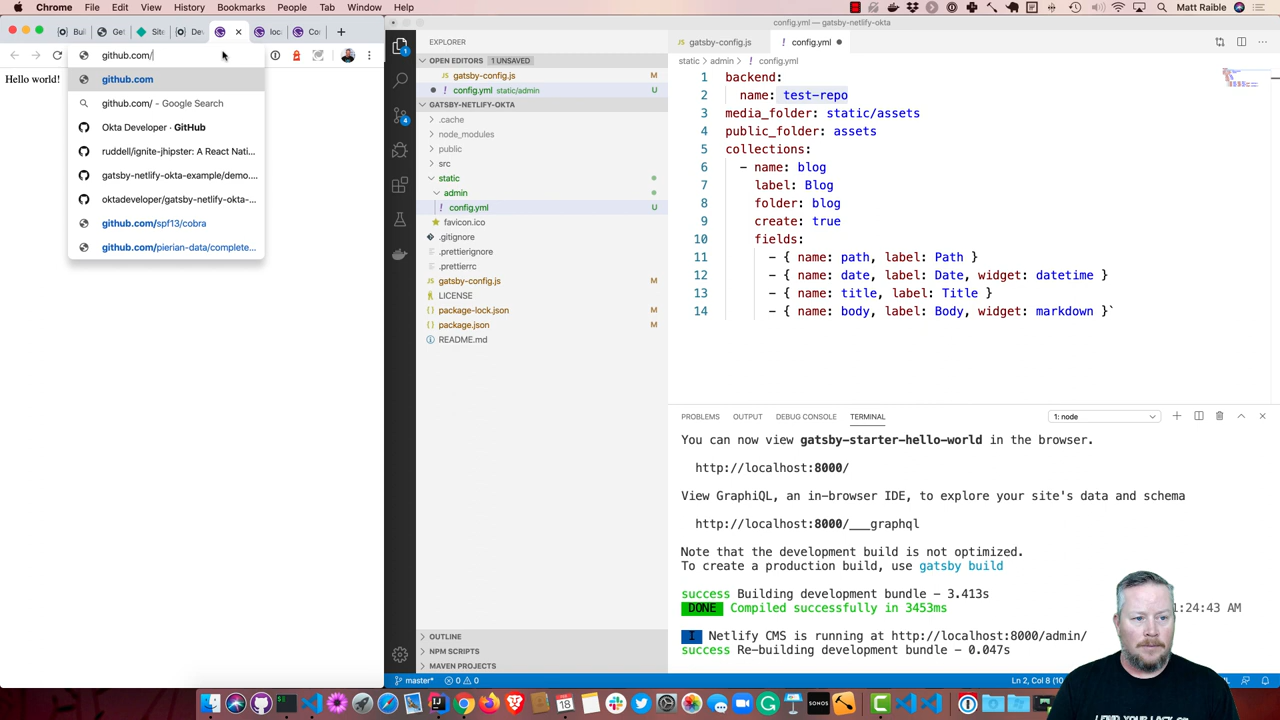 Chrome File Edit View History Bookmarks People Tab Window Help
Matt Raible
config.yml — gatsby-netlify-okta
Bui Get Site Dev loc Co
github.com/
Hello world!
github.com
github.com/ - Google Search
Okta Developer · GitHub
ruddell/ignite-jhipster: A React Nati...
gatsby-netlify-okta-example/demo....
oktadeveloper/gatsby-netlify-okta-...
github.com/spf13/cobra
github.com/pierian-data/complete...
EXPLORER
OPEN EDITORS 1 UNSAVED
gatsby-config.js M
config.yml static/admin U
GATSBY-NETLIFY-OKTA
.cache
node_modules
public
src
static
admin
config.yml U
favicon.ico
.gitignore
.prettierignore
.prettierrc
gatsby-config.js M
LICENSE
package-lock.json M
package.json M
README.md
OUTLINE
NPM SCRIPTS
MAVEN PROJECTS
gatsby-config.js M config.yml
static > admin > config.yml
1 backend:
2 name: test-repo
3 media_folder: static/assets
4 public_folder: assets
5 collections:
6 - name: blog
7 label: Blog
8 folder: blog
9 create: true
10 fields:
11 - { name: path, label: Path }
12 - { name: date, label: Date, widget: datetime }
13 - { name: title, label: Title }
14 - { name: body, label: Body, widget: markdown }`
PROBLEMS OUTPUT DEBUG CONSOLE TERMINAL 1: node
You can now view gatsby-starter-hello-world in the browser.
http://localhost:8000/
View GraphiQL, an in-browser IDE, to explore your site's data and schema
http://localhost:8000/___graphql
Note that the development build is not optimized.
To create a production build, use gatsby build
success Building development bundle - 3.413s
DONE Compiled successfully in 3453ms
1:24:43 AM
I Netlify CMS is running at http://localhost:8000/admin/
success Re-building development bundle - 0.047s
master* 0 0
Ln 2, Col 8